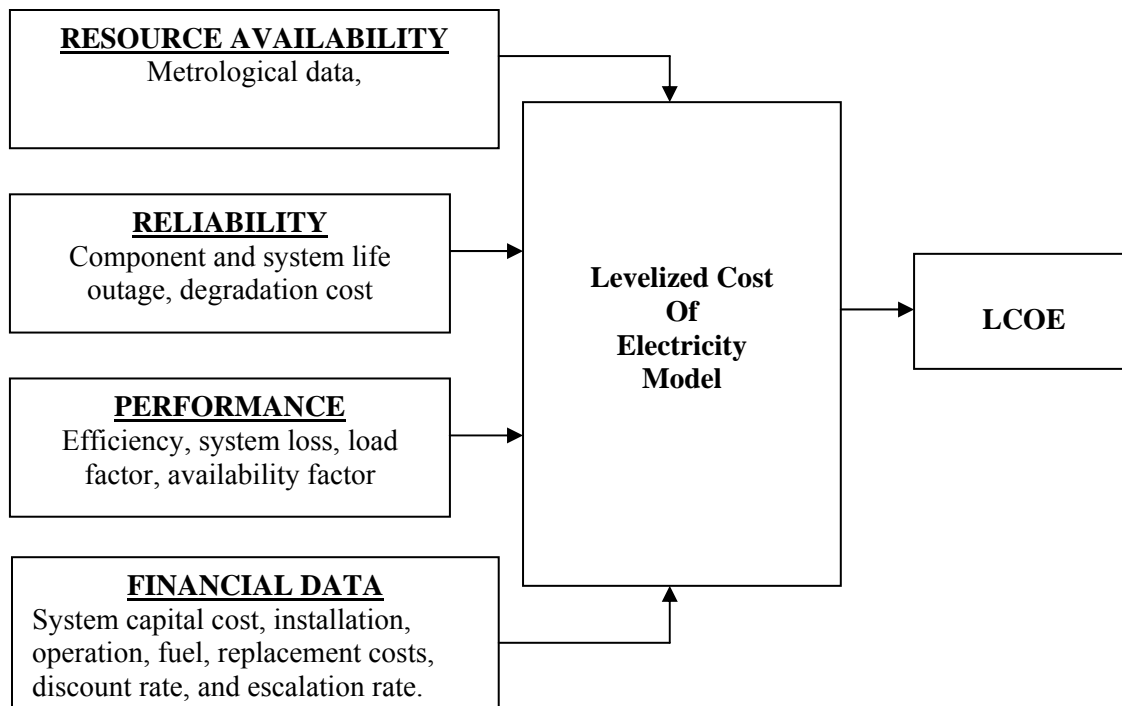 RESOURCE AVAILABILITY
Metrological data,
RELIABILITY
Component and system life
outage, degradation cost
PERFORMANCE
Efficiency, system loss, load
factor, availability factor
FINANCIAL DATA
System capital cost, installation,
operation, fuel, replacement costs,
discount rate, and escalation rate.
Levelized Cost
Of
Electricity
Model
LCOE